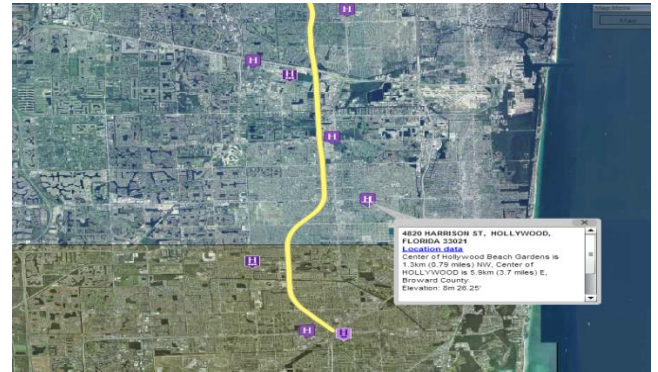 4820 HARRISON ST, HOLLYWOOD,
FLORIDA 33021
Location data
Center of Hollywood Beach Gardens is
1.3km (0.79 miles) NW, Center of
HOLLYWOOD is 5.9km (3.7 miles) E,
Broward County.
Elevation: 8m 26.25'
H
H
H
H
H
H
H
U